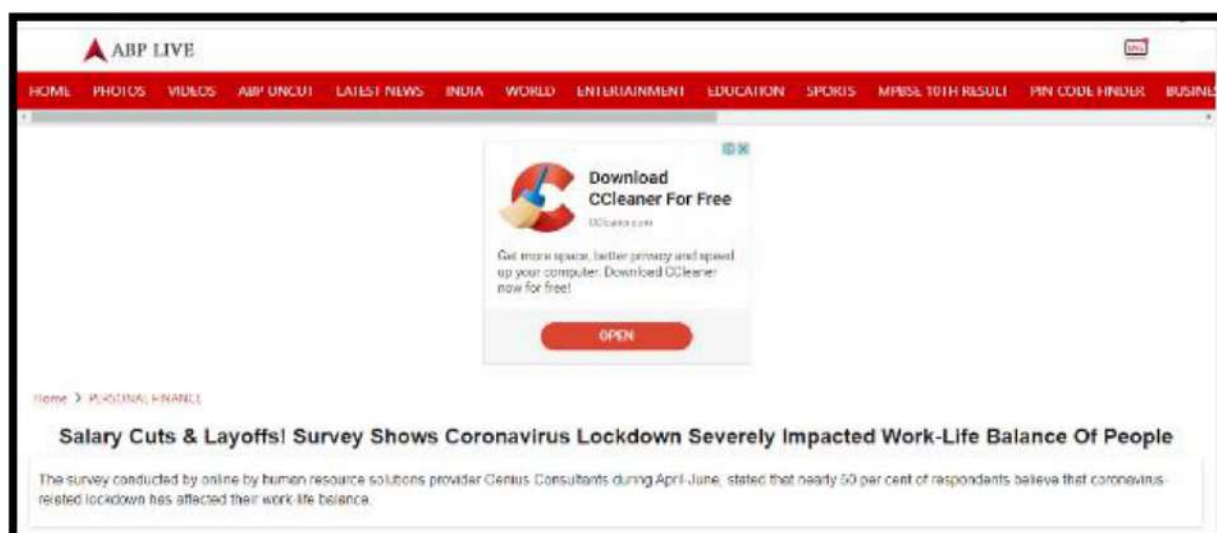 ABP LIVE
HOME PHOTOS VIDEOS ABP UNCUT LATEST NEWS INDIA WORLD ENTERTAINMENT EDUCATION SPORTS MPBSE 10TH RESULT PIN CODE FINDER BUSINES
Download
CCleaner For Free
CCleaner.com
Get more space, better privacy and speed
up your computer. Download CCleaner
now for free!
OPEN
Home > PERSONAL FINANCE
Salary Cuts & Layoffs! Survey Shows Coronavirus Lockdown Severely Impacted Work-Life Balance Of People
The survey conducted by online by human resource solutions provider Genius Consultants during April-June, stated that nearly 50 per cent of respondents believe that coronavirus-
related lockdown has affected their work-life balance.